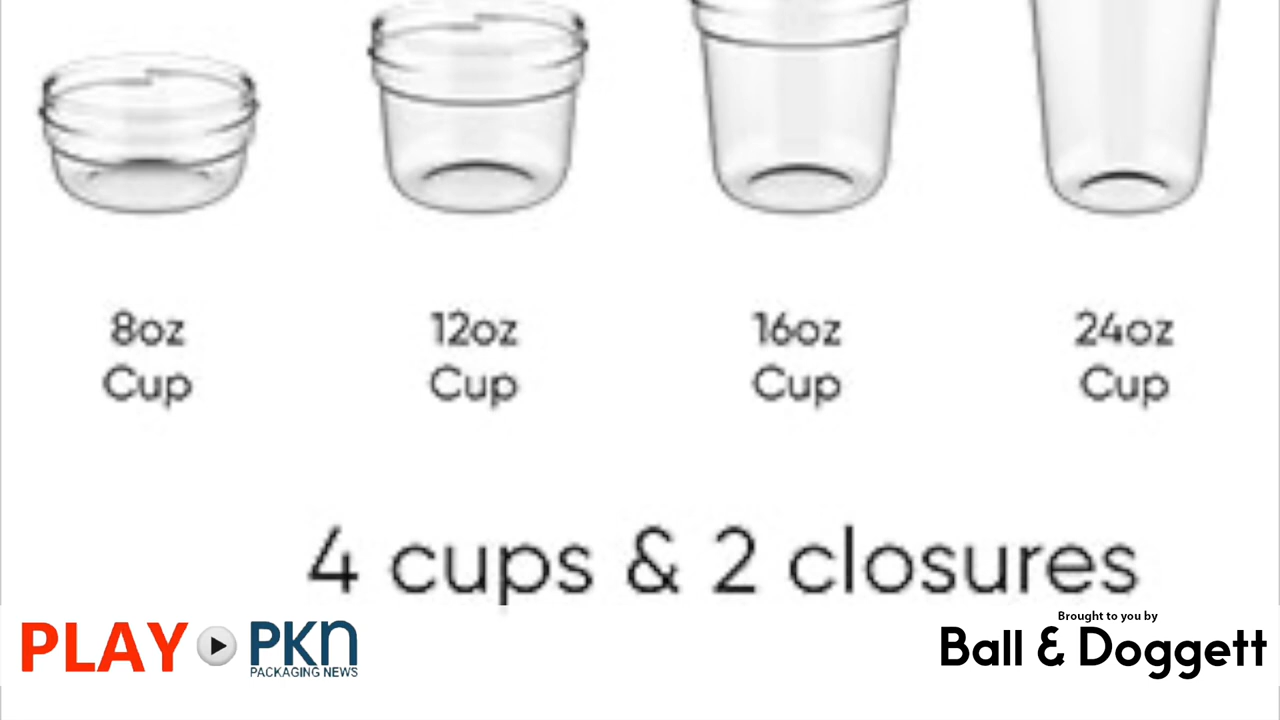 8oz
Cup
12oz
Cup
16oz
Cup
24oz
Cup
4 cups & 2 closures
PLAY PKN
PACKAGING NEWS
Brought to you by
Ball & Doggett